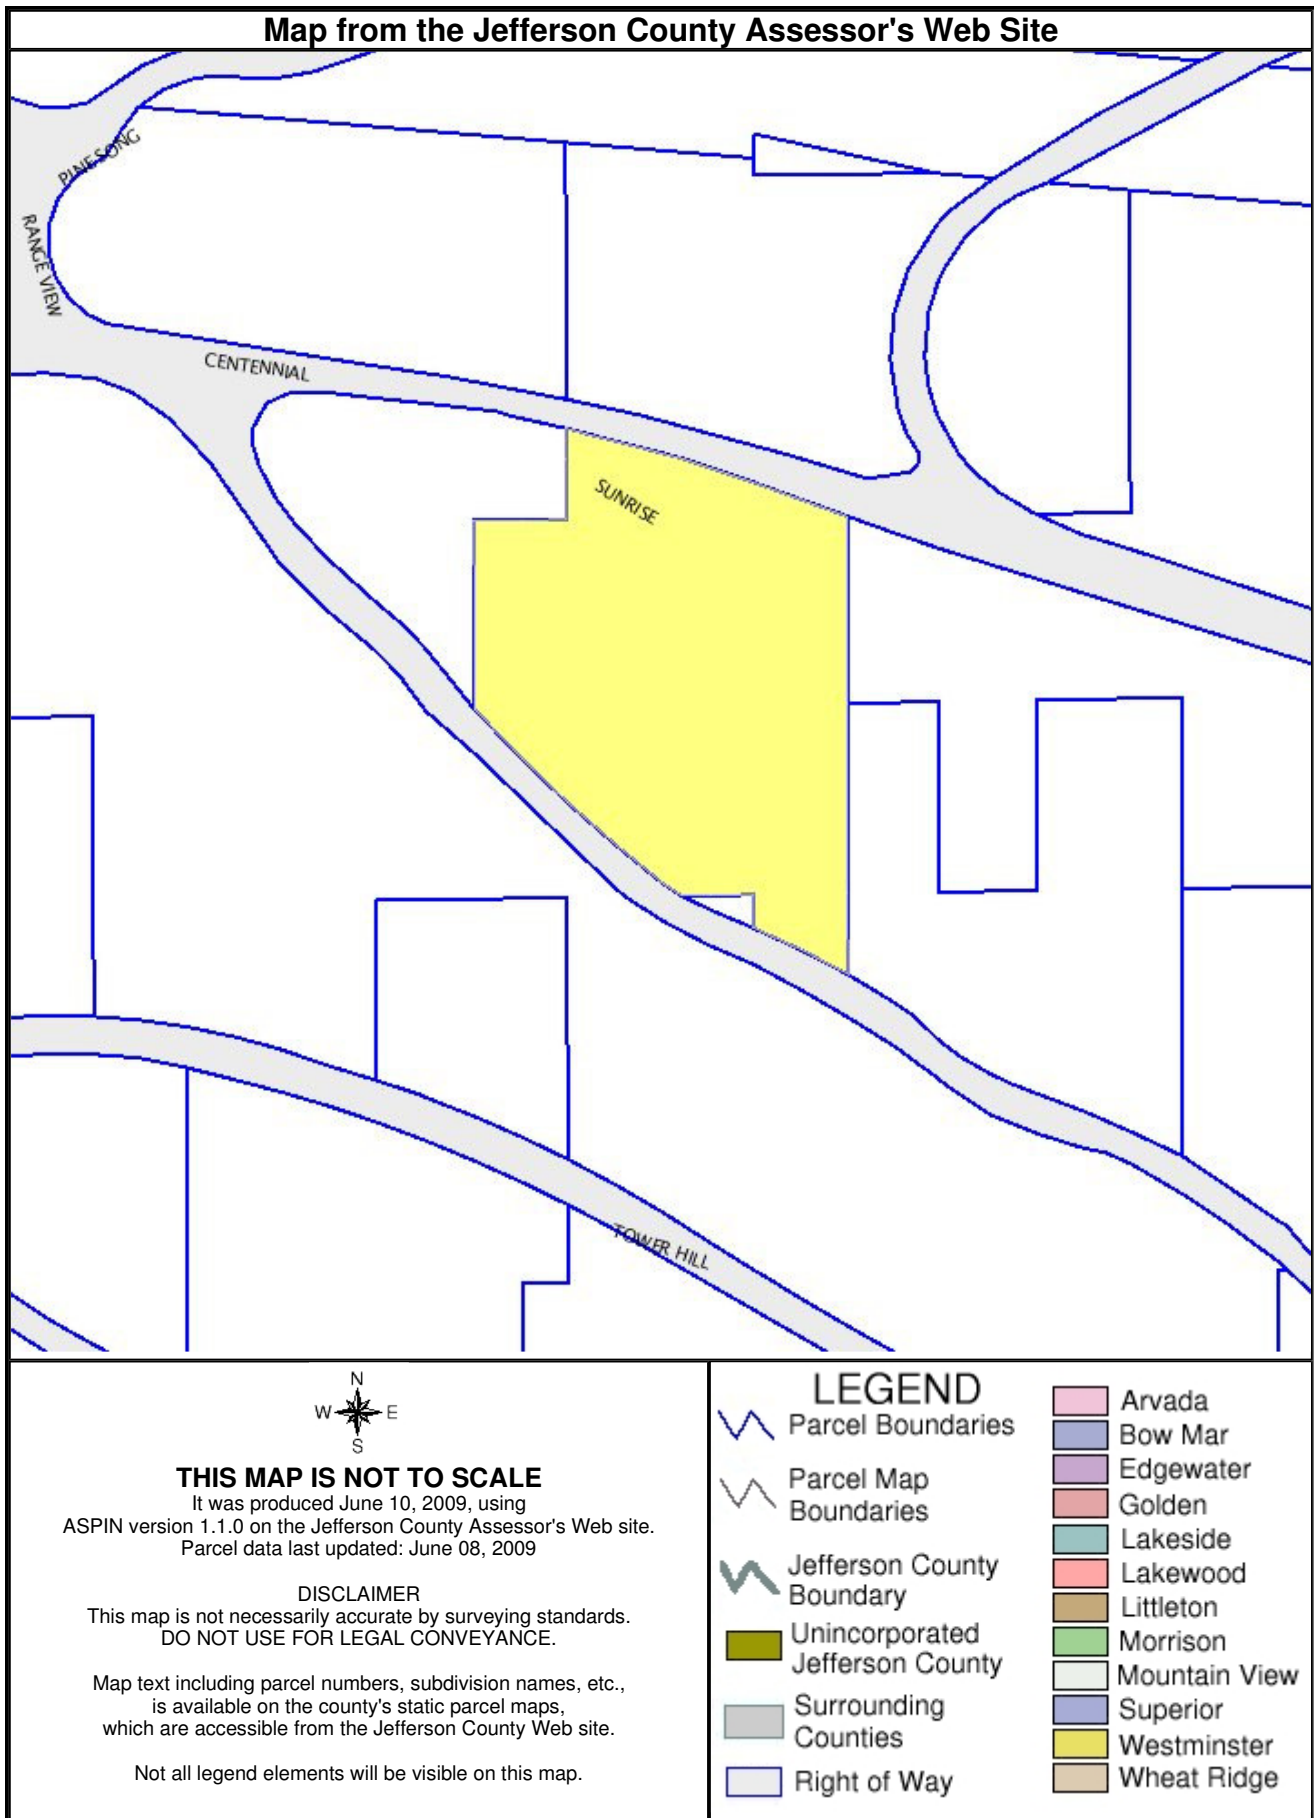 Map from the Jefferson County Assessor's Web Site
PINESONG
RANGE VIEW
CENTENNIAL
SUNRISE
TOWER HILL
N
W E
S
THIS MAP IS NOT TO SCALE
It was produced June 10, 2009, using
ASPIN version 1.1.0 on the Jefferson County Assessor's Web site.
Parcel data last updated: June 08, 2009
DISCLAIMER
This map is not necessarily accurate by surveying standards.
DO NOT USE FOR LEGAL CONVEYANCE.
Map text including parcel numbers, subdivision names, etc.,
is available on the county's static parcel maps,
which are accessible from the Jefferson County Web site.
Not all legend elements will be visible on this map.
LEGEND
Parcel Boundaries
Parcel Map
Boundaries
Jefferson County
Boundary
Unincorporated
Jefferson County
Surrounding
Counties
Right of Way
Arvada
Bow Mar
Edgewater
Golden
Lakeside
Lakewood
Littleton
Morrison
Mountain View
Superior
Westminster
Wheat Ridge